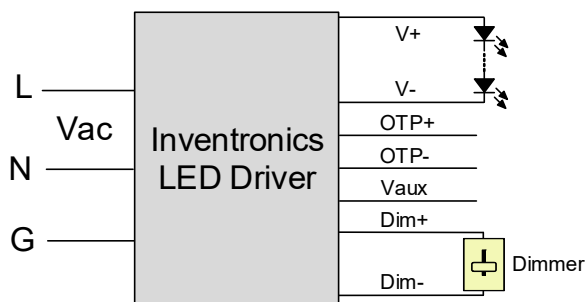 L
Vac
N
G
Inventronics
LED Driver
V+
V-
OTP+
OTP-
Vaux
Dim+
Dim-
Dimmer